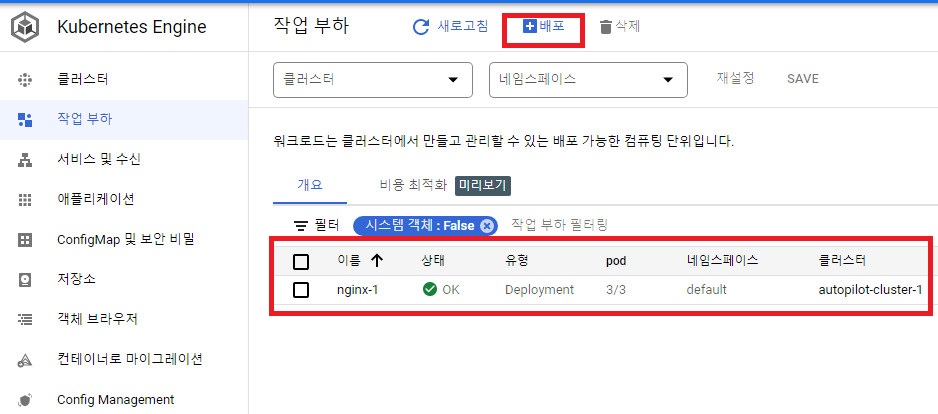 Kubernetes Engine
작업 부하 새로고침 배포 삭제
클러스터
작업 부하
서비스 및 수신
애플리케이션
ConfigMap 및 보안 비밀
저장소
객체 브라우저
컨테이너로 마이그레이션
Config Management
클러스터 네임스페이스 재설정 SAVE
워크로드는 클러스터에서 만들고 관리할 수 있는 배포 가능한 컴퓨팅 단위입니다.
개요 비용 최적화 미리보기
필터 시스템 객체 : False 작업 부하 필터링
이름 상태 유형 pod 네임스페이스 클러스터
nginx-1 OK Deployment 3/3 default autopilot-cluster-1